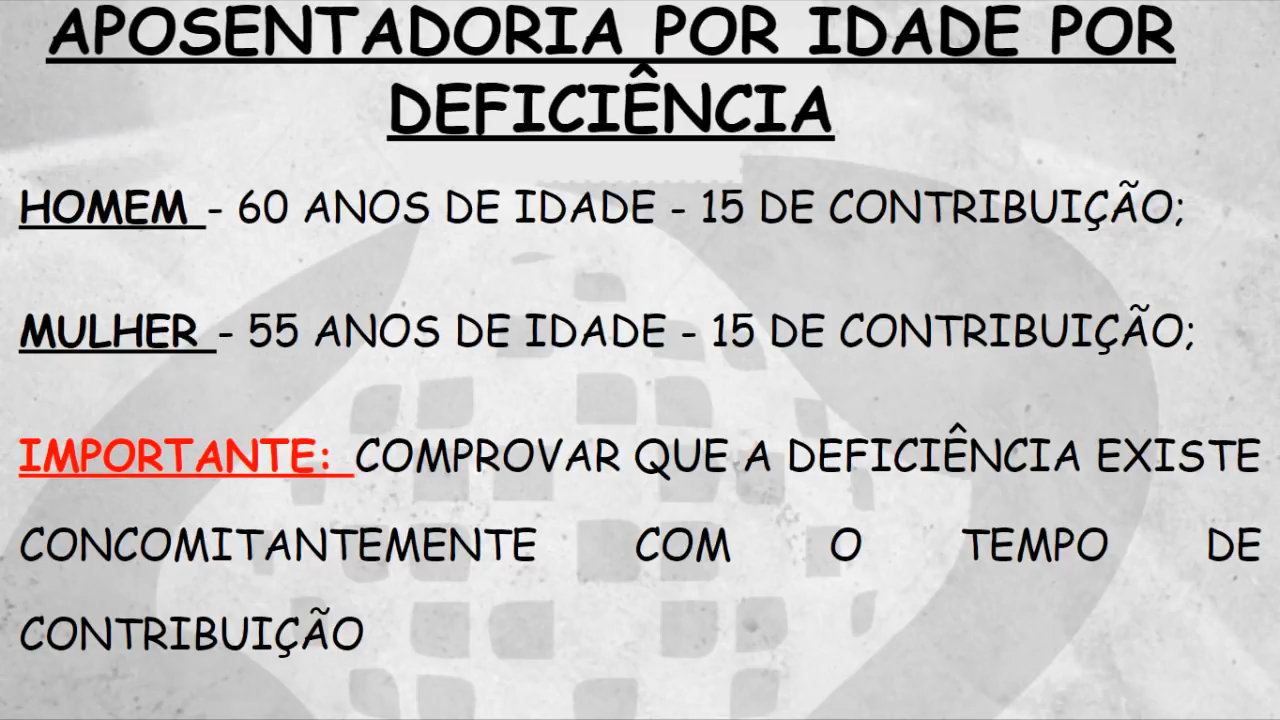 APOSENTADORIA POR IDADE POR
DEFICIÊNCIA
HOMEM - 60 ANOS DE IDADE - 15 DE CONTRIBUIÇÃO;
MULHER - 55 ANOS DE IDADE - 15 DE CONTRIBUIÇÃO;
IMPORTANTE: COMPROVAR QUE A DEFICIÊNCIA EXISTE
CONCOMITANTEMENTE COM O TEMPO DE
CONTRIBUIÇÃO